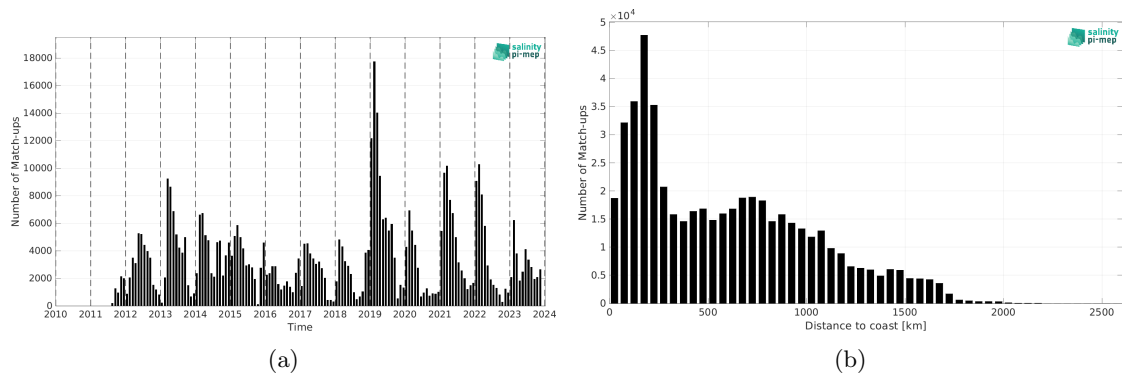 salinity
pi-mep
18000
16000
14000
12000
10000
8000
6000
4000
2000
0
Number of Match-ups
2010 2011 2012 2013 2014 2015 2016 2017 2018 2019 2020 2021 2022 2023 2024
Time
(a)
×10⁴
salinity
pi-mep
5
4.5
4
3.5
3
2.5
2
1.5
1
0.5
0
Number of Match-ups
0 500 1000 1500 2000 2500
Distance to coast [km]
(b)